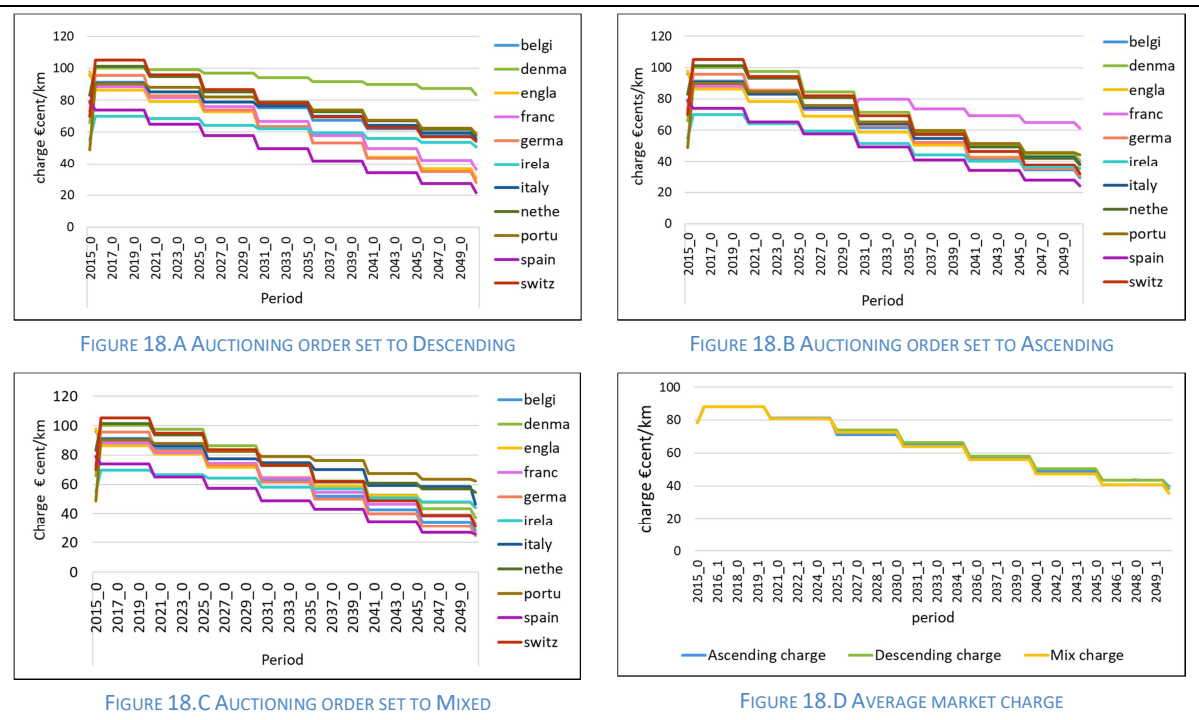 120
100
80
60
40
20
0
charge €cent/km
2015_0 2017_0 2019_0 2021_0 2023_0 2025_0 2027_0 2029_0 2031_0 2033_0 2035_0 2037_0 2039_0 2041_0 2043_0 2045_0 2047_0 2049_0
Period
belgi
denma
engla
franc
germa
irela
italy
nethe
portu
spain
switz
FIGURE 18.A AUCTIONING ORDER SET TO DESCENDING
120
100
80
60
40
20
0
charge €cents/km
2015_0 2017_0 2019_0 2021_0 2023_0 2025_0 2027_0 2029_0 2031_0 2033_0 2035_0 2037_0 2039_0 2041_0 2043_0 2045_0 2047_0 2049_0
Period
belgi
denma
engla
franc
germa
irela
italy
nethe
portu
spain
switz
FIGURE 18.B AUCTIONING ORDER SET TO ASCENDING
120
100
80
60
40
20
0
Charge € cent/km
2015_0 2017_0 2019_0 2021_0 2023_0 2025_0 2027_0 2029_0 2031_0 2033_0 2035_0 2037_0 2039_0 2041_0 2043_0 2045_0 2047_0 2049_0
Period
belgi
denma
engla
franc
germa
irela
italy
nethe
portu
spain
switz
FIGURE 18.C AUCTIONING ORDER SET TO MIXED
100
80
60
40
20
0
charge €cent/km
2015_0 2016_1 2018_0 2019_1 2021_0 2022_1 2024_0 2025_1 2027_0 2028_1 2030_0 2031_1 2033_0 2034_1 2036_0 2037_1 2039_0 2040_1 2042_0 2043_1 2045_0 2046_1 2048_0 2049_1
period
Ascending charge Descending charge Mix charge
FIGURE 18.D AVERAGE MARKET CHARGE